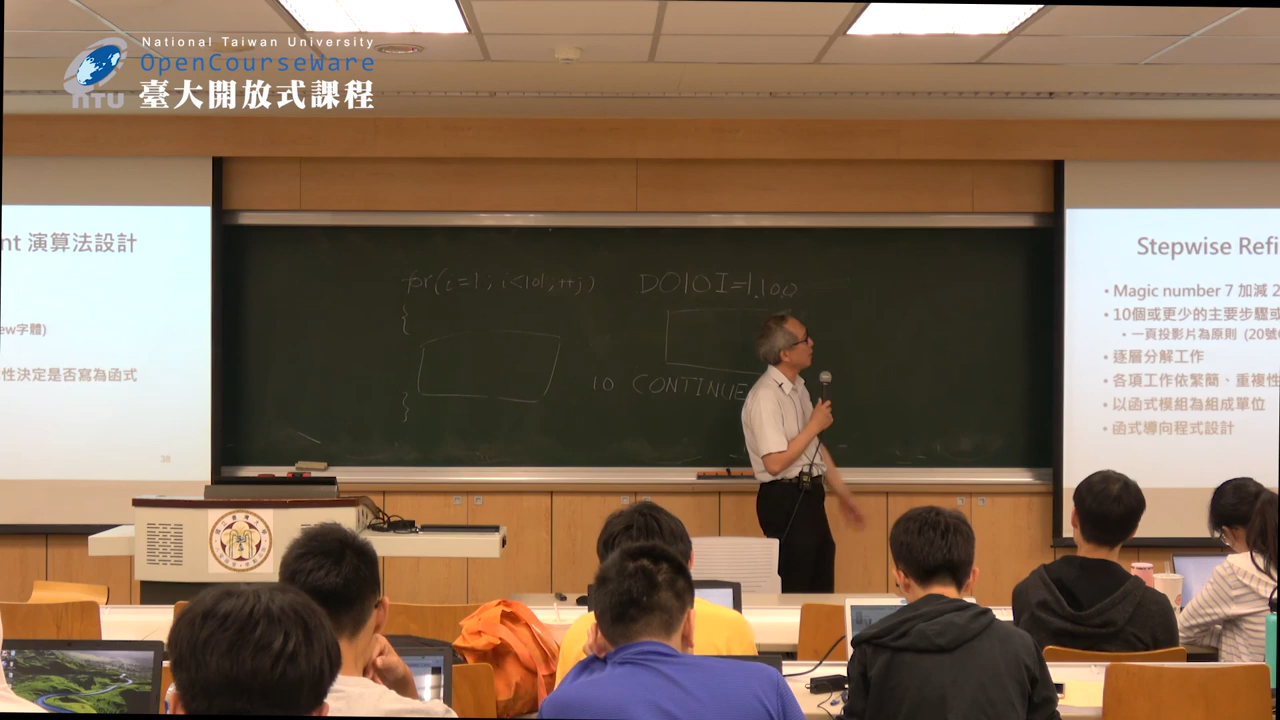 National Taiwan University
OpenCourseWare
NTU 臺大開放式課程
nt 演算法設計
ew字體)
性決定是否寫為函式
38
for(i=1; i<101; ++j)
{
}
DO10I=1,100
10 CONTINUE
Stepwise Refi
• Magic number 7 加減 2
• 10個或更少的主要步驟或
• 一頁投影片為原則 (20號
• 逐層分解工作
• 各項工作依繁簡、重複性
• 以函式模組為組成單位
• 函式導向程式設計